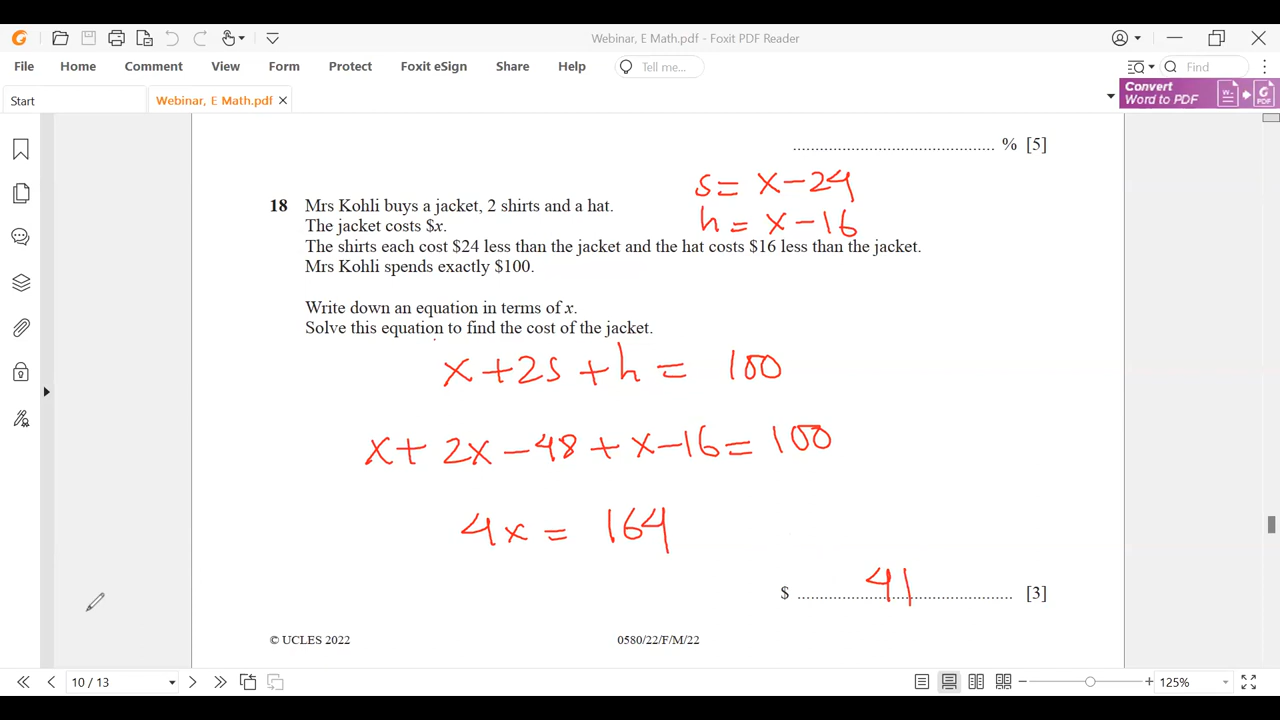 Webinar, E Math.pdf - Foxit PDF Reader
File Home Comment View Form Protect Foxit eSign Share Help Tell me... Find
Start Webinar, E Math.pdf
Convert
Word to PDF
W PDF
........................................... % [5]
s = x - 24
18 Mrs Kohli buys a jacket, 2 shirts and a hat.
h = x - 16
The jacket costs $x.
The shirts each cost $24 less than the jacket and the hat costs $16 less than the jacket.
Mrs Kohli spends exactly $100.
Write down an equation in terms of x.
Solve this equation to find the cost of the jacket.
x + 2s + h = 100
x + 2x - 48 + x - 16 = 100
4x = 164
$ 41 [3]
© UCLES 2022 0580/22/F/M/22
10 / 13 125%